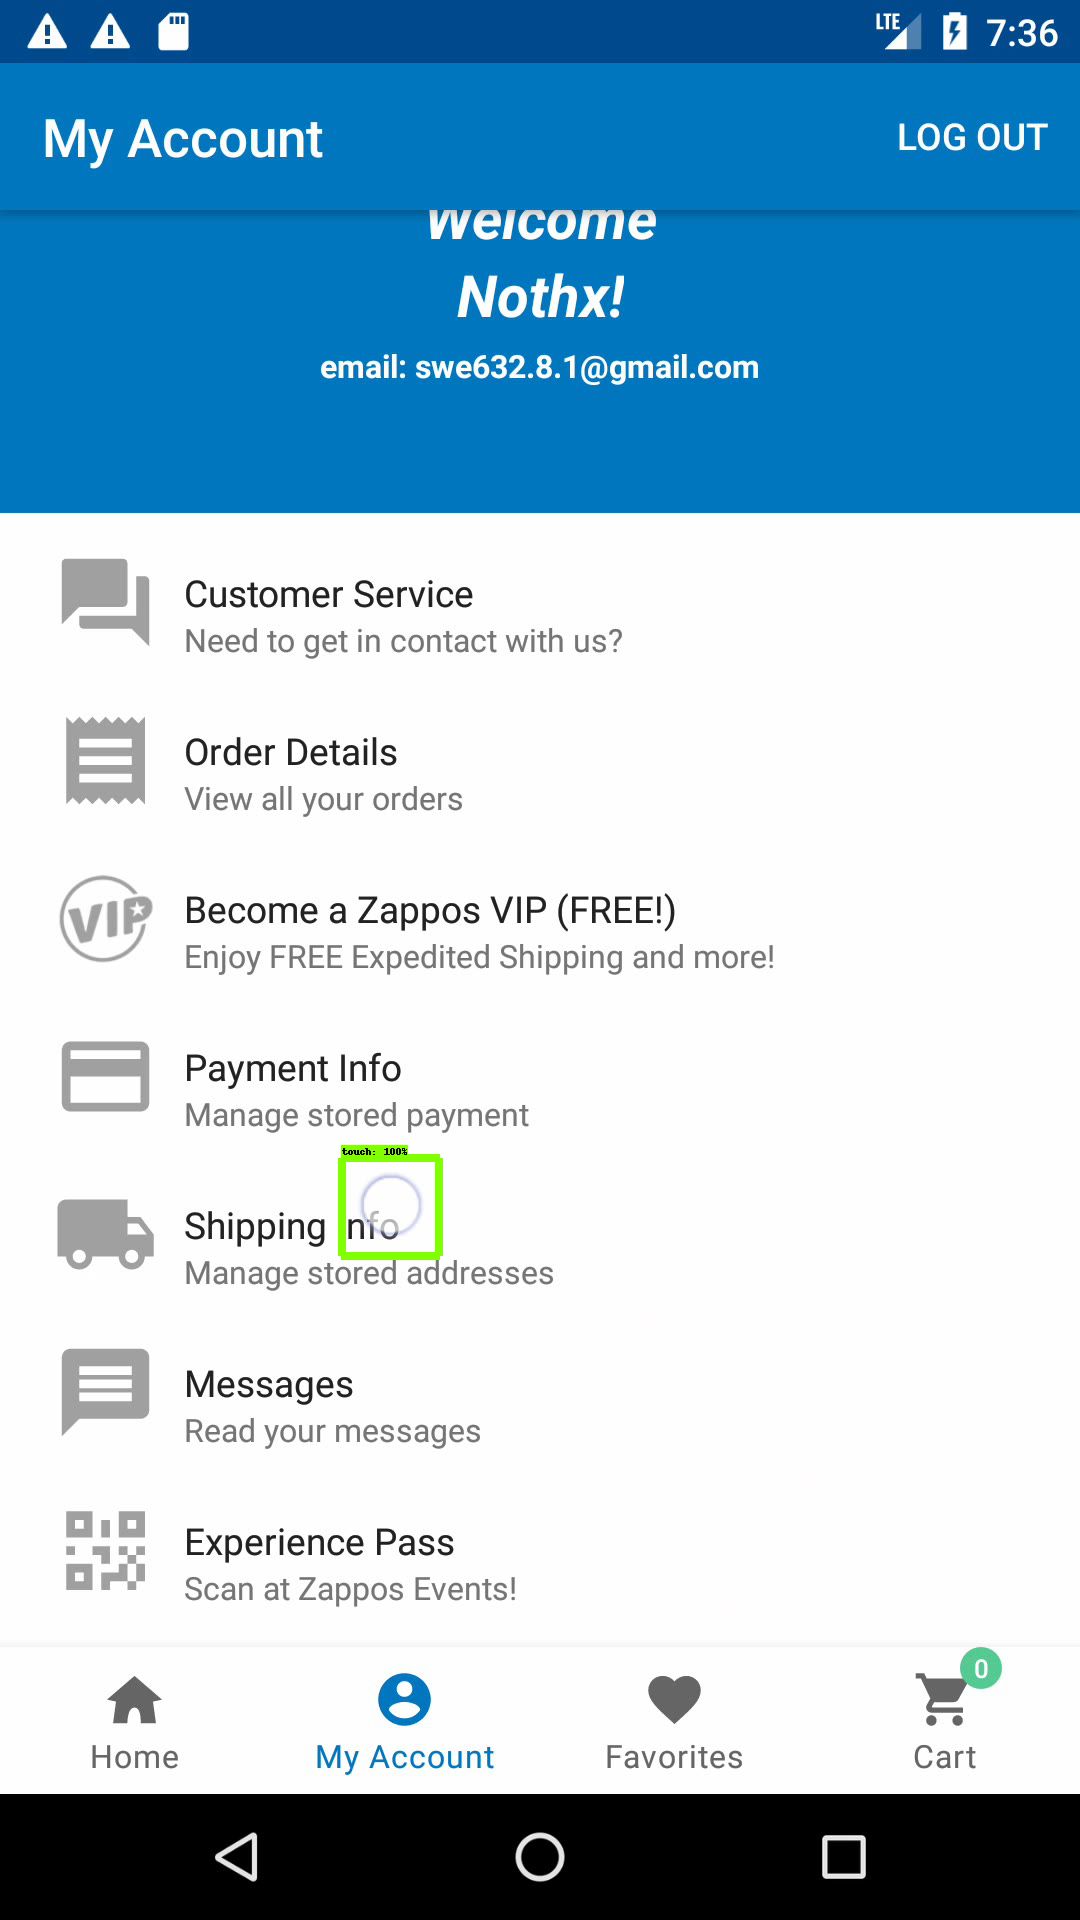 LTE 7:36
My Account LOG OUT
Welcome
Nothx!
email: swe632.8.1@gmail.com
Customer Service
Need to get in contact with us?
Order Details
View all your orders
VIP
Become a Zappos VIP (FREE!)
Enjoy FREE Expedited Shipping and more!
Payment Info
Manage stored payment
touch: 100%
Shipping Info
Manage stored addresses
Messages
Read your messages
Experience Pass
Scan at Zappos Events!
0
Home My Account Favorites Cart